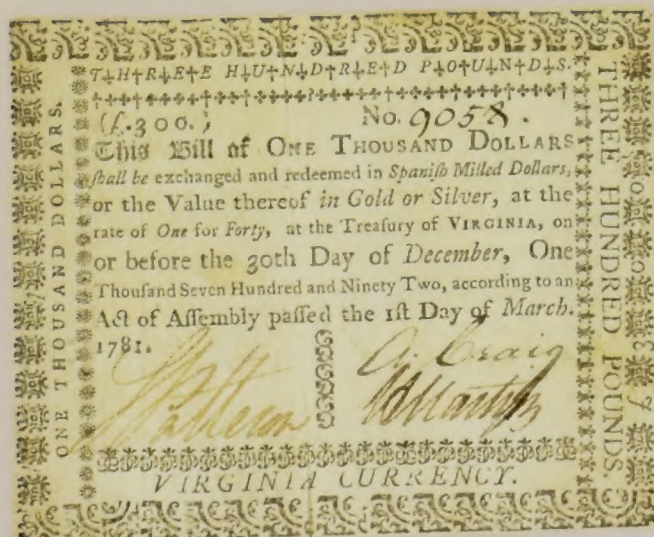 T‡H‡R‡E‡E H‡U‡N‡D‡R‡E‡D P‡O‡U‡N‡D‡S.
(£.300.) No. 9058.
This Bill of ONE THOUSAND DOLLARS
ſhall be exchanged and redeemed in Spaniſh Milled Dollars,
or the Value thereof in Gold or Silver, at the
rate of One for Forty, at the Treaſury of VIRGINIA, on
or before the 30th Day of December, One
Thouſand Seven Hundred and Ninety Two, according to an
Act of Aſſembly paſſed the 1ſt Day of March.
1781.
A. Craig
VIRGINIA CURRENCY.
ONE THOUSAND DOLLARS.
THREE HUNDRED POUNDS.